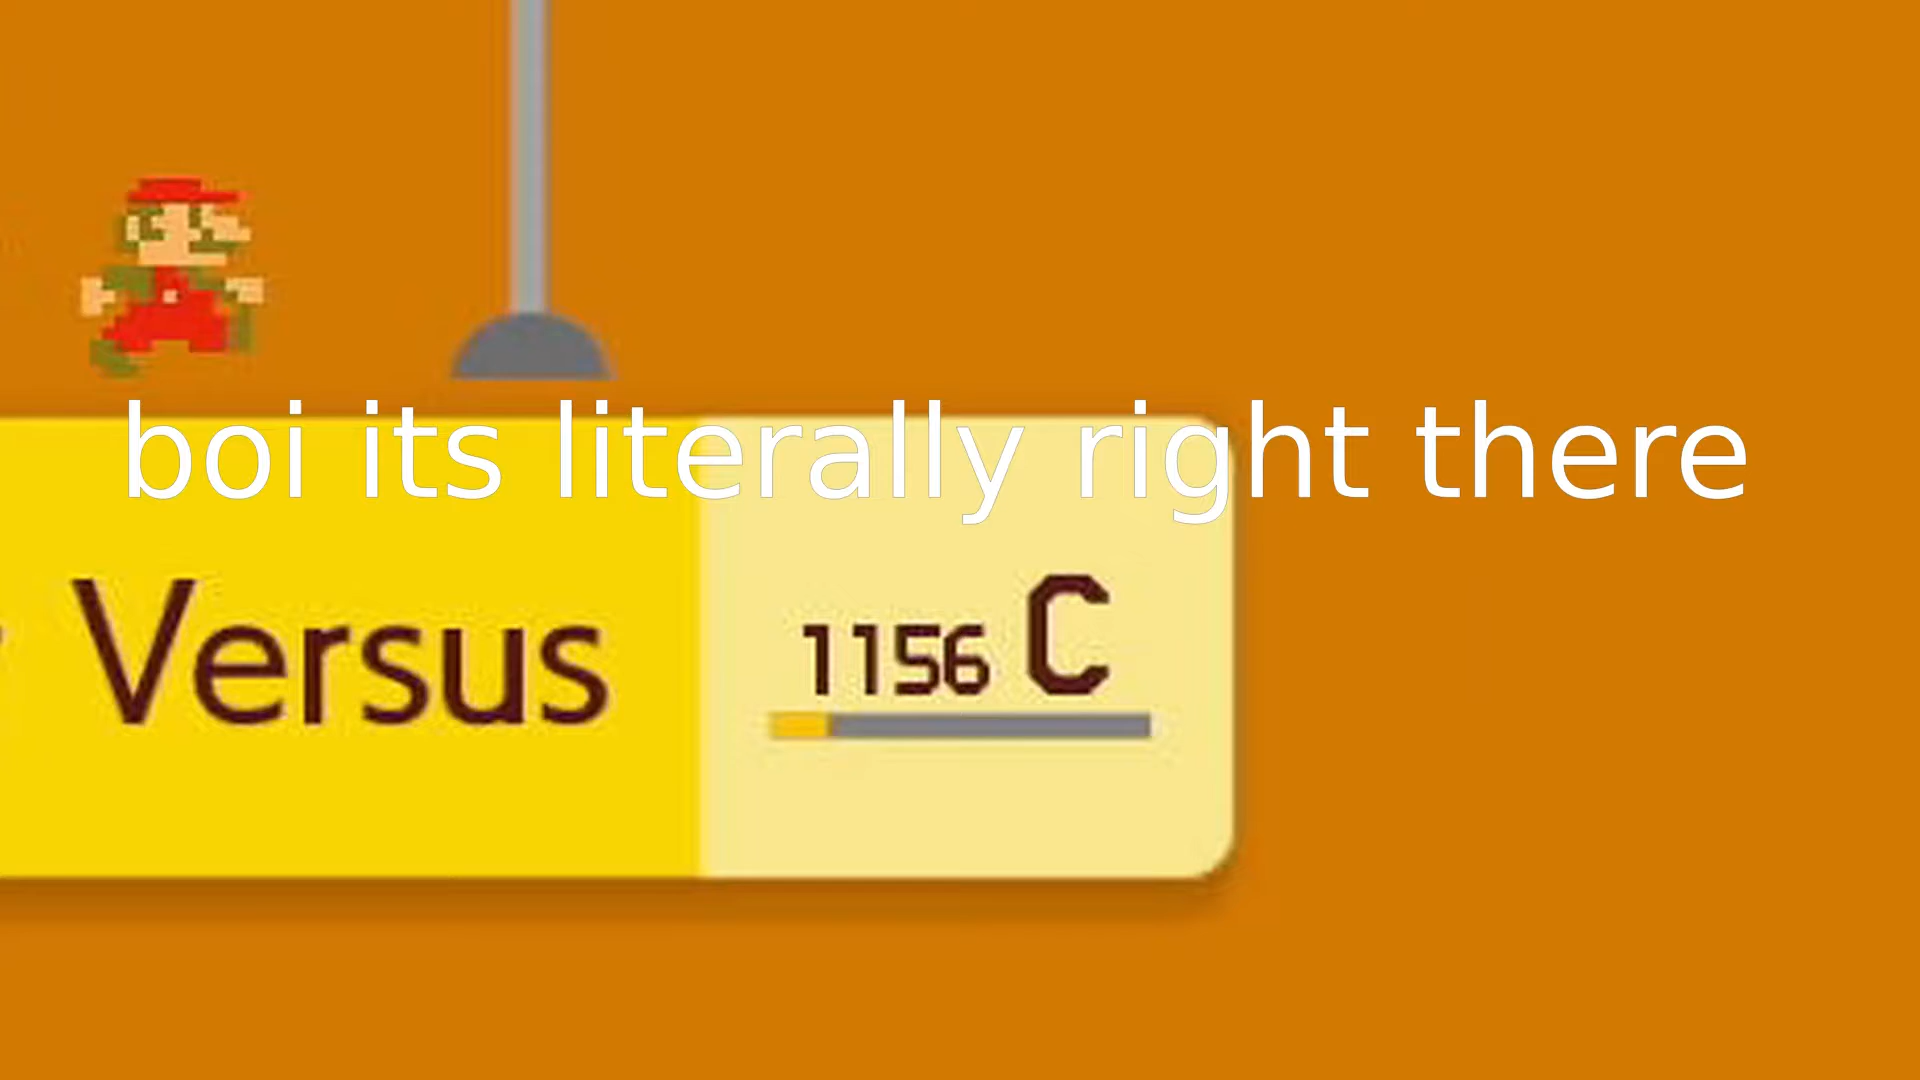 boi its literally right there
Versus
1156 C